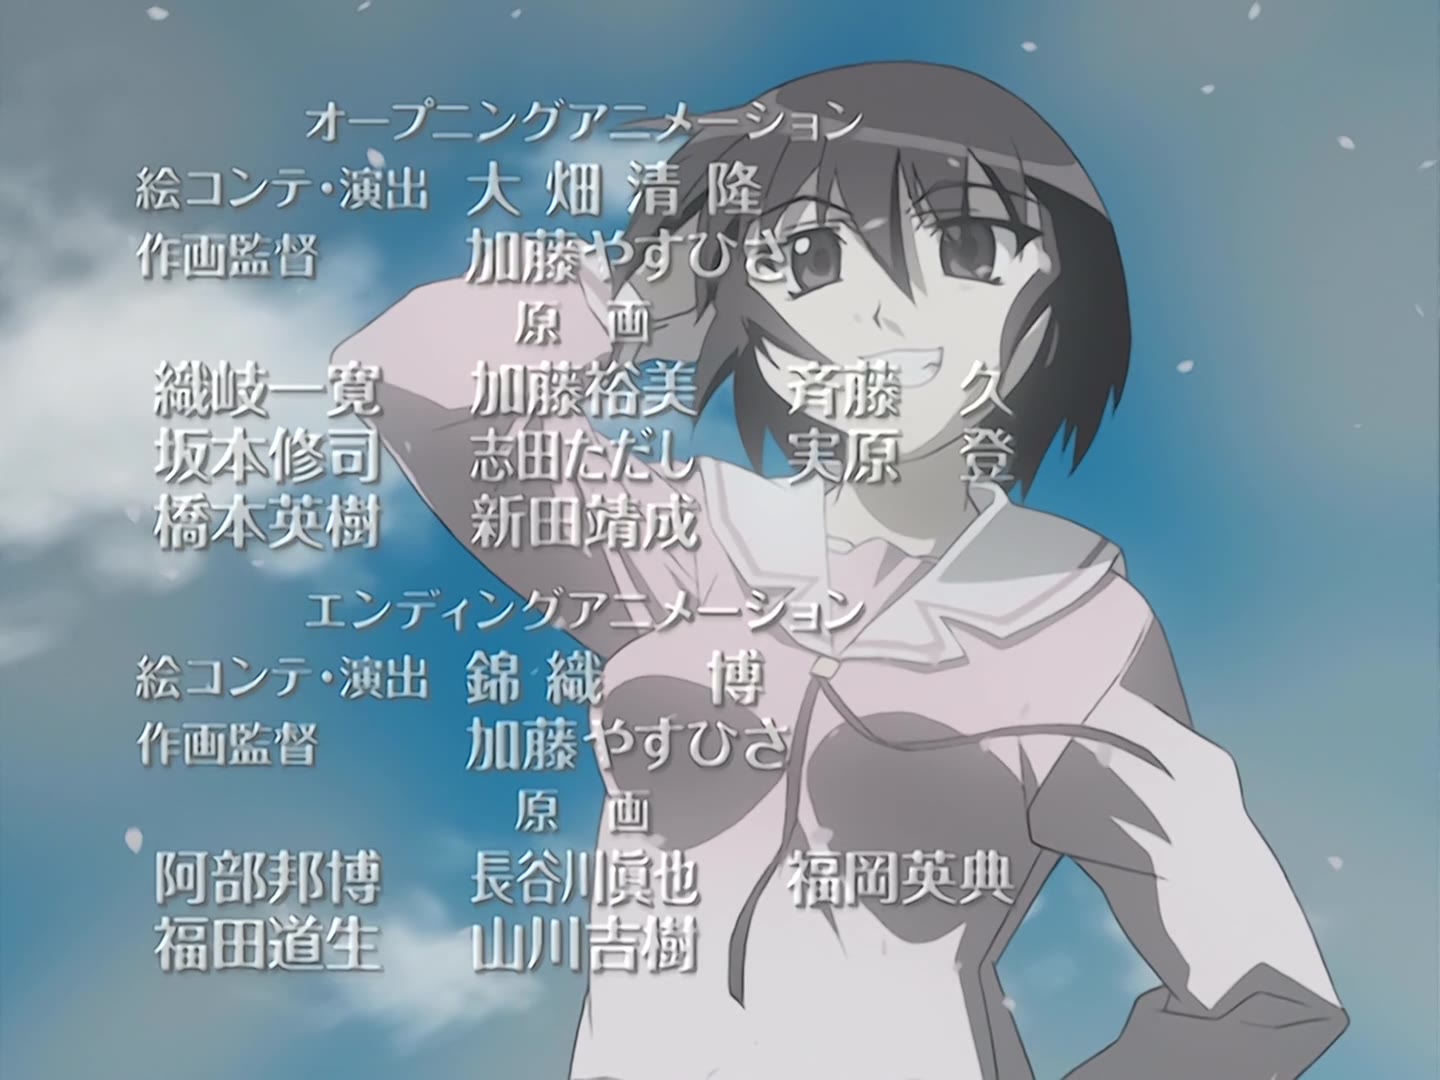 オープニングアニメーション
絵コンテ・演出 大畑清隆
作画監督 加藤やすひさ
原 画
織岐一寛 加藤裕美 斉藤 久
坂本修司 志田ただし 実原 登
橋本英樹 新田靖成
エンディングアニメーション
絵コンテ・演出 錦織 博
作画監督 加藤やすひさ
原 画
阿部邦博 長谷川眞也 福岡英典
福田道生 山川吉樹